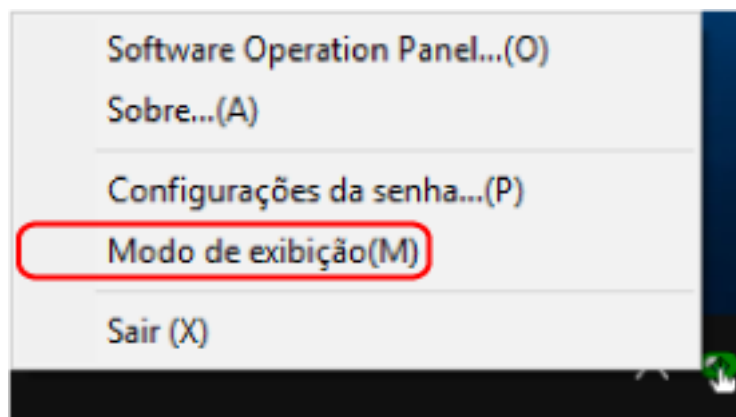 Software Operation Panel...(O)
Sobre...(A)
Configurações da senha...(P)
Modo de exibição(M)
Sair (X)